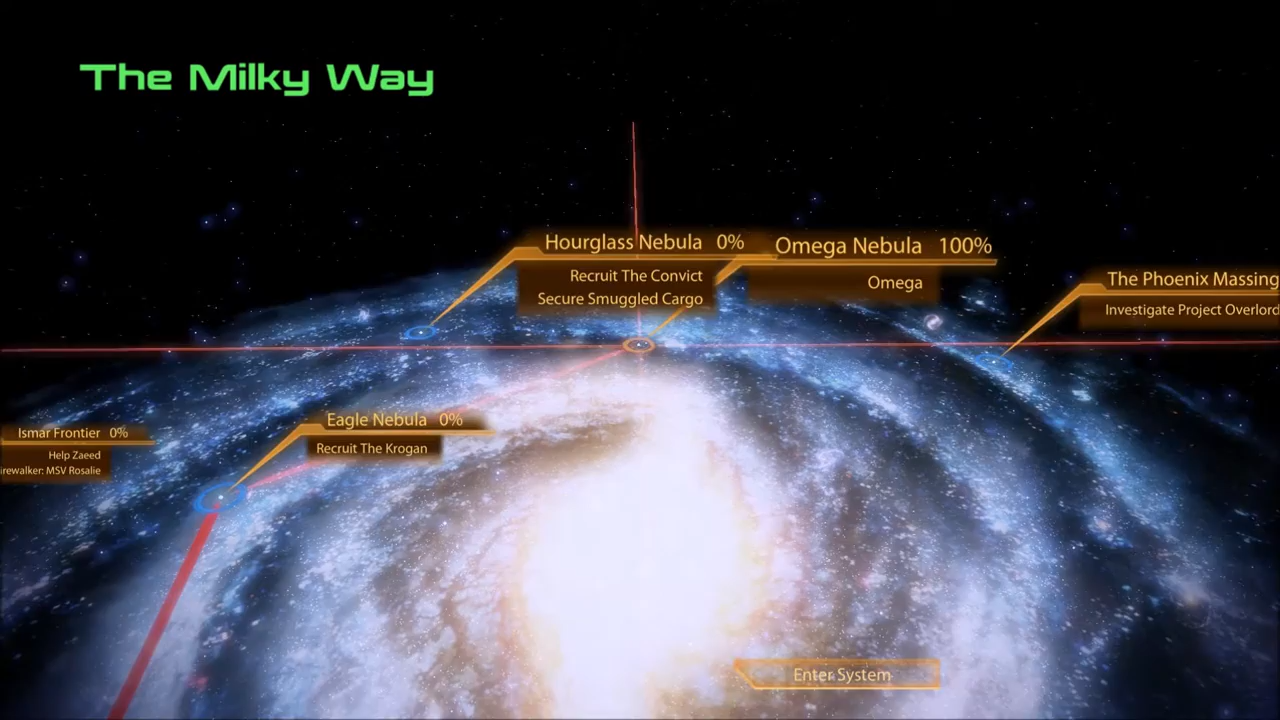 The Milky Way
Hourglass Nebula 0%
Recruit The Convict
Secure Smuggled Cargo
Omega Nebula 100%
Omega
The Phoenix Massing
Investigate Project Overlord
Eagle Nebula 0%
Recruit The Krogan
Ismar Frontier 0%
Help Zaeed
irewalker: MSV Rosalie
Enter System